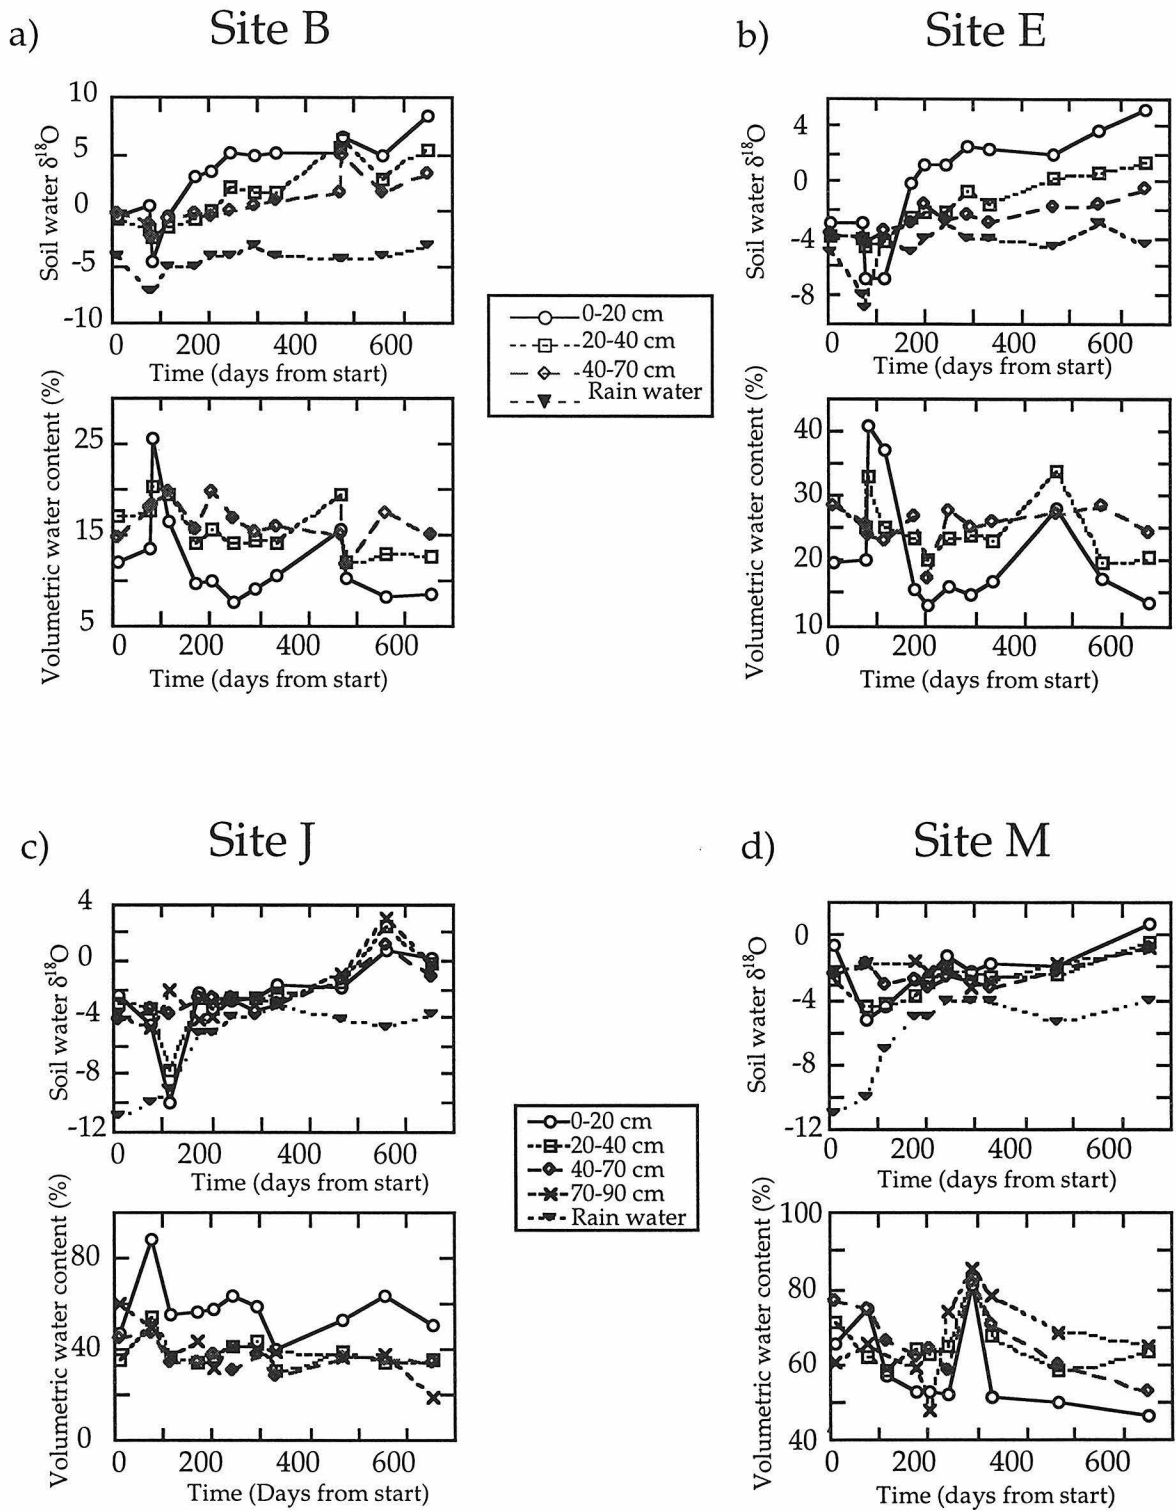 a) Site B
Soil water δ¹⁸O
10
5
0
-5
-10
0 200 400 600
Time (days from start)
Volumetric water content (%)
25
15
5
0 200 400 600
Time (days from start)
b) Site E
Soil water δ¹⁸O
4
0
-4
-8
0 200 400 600
Time (days from start)
Volumetric water content (%)
40
30
20
10
0 200 400 600
Time (days from start)
0-20 cm
20-40 cm
40-70 cm
Rain water
c) Site J
Soil water δ¹⁸O
4
0
-4
-8
-12
0 200 400 600
Time (days from start)
Volumetric water content (%)
80
40
0
0 200 400 600
Time (Days from start)
0-20 cm
20-40 cm
40-70 cm
70-90 cm
Rain water
d) Site M
Soil water δ¹⁸O
0
-4
-8
-12
0 200 400 600
Time (days from start)
Volumetric water content (%)
100
80
60
40
0 200 400 600
Time (days from start)